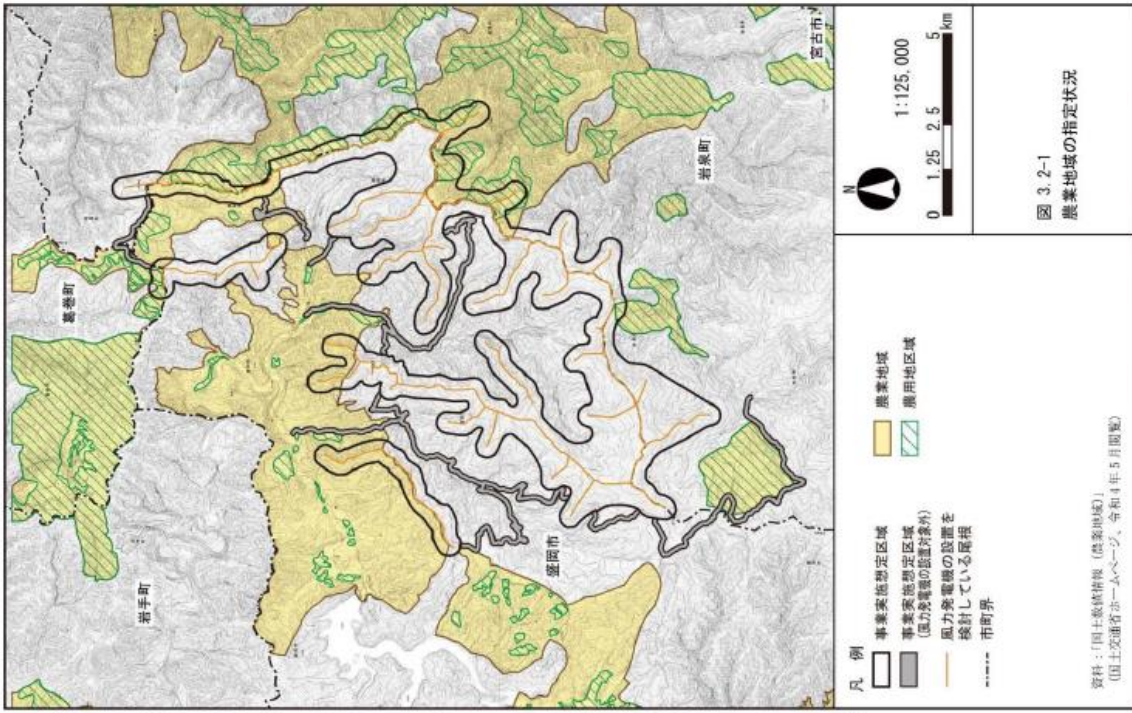 葛巻町
岩手町
盛岡市
岩泉町
宮古市
凡 例
事業実施想定区域
事業実施想定区域
(風力発電機の設置対象外)
風力発電機の設置を
検討している尾根
市町界
農業地域
農用地区域
資料:「国土数値情報(農業地域)」
(国土交通省ホームページ、令和4年5月閲覧)
N
1:125,000
0 1.25 2.5 5
km
図 3.2-1
農業地域の指定状況